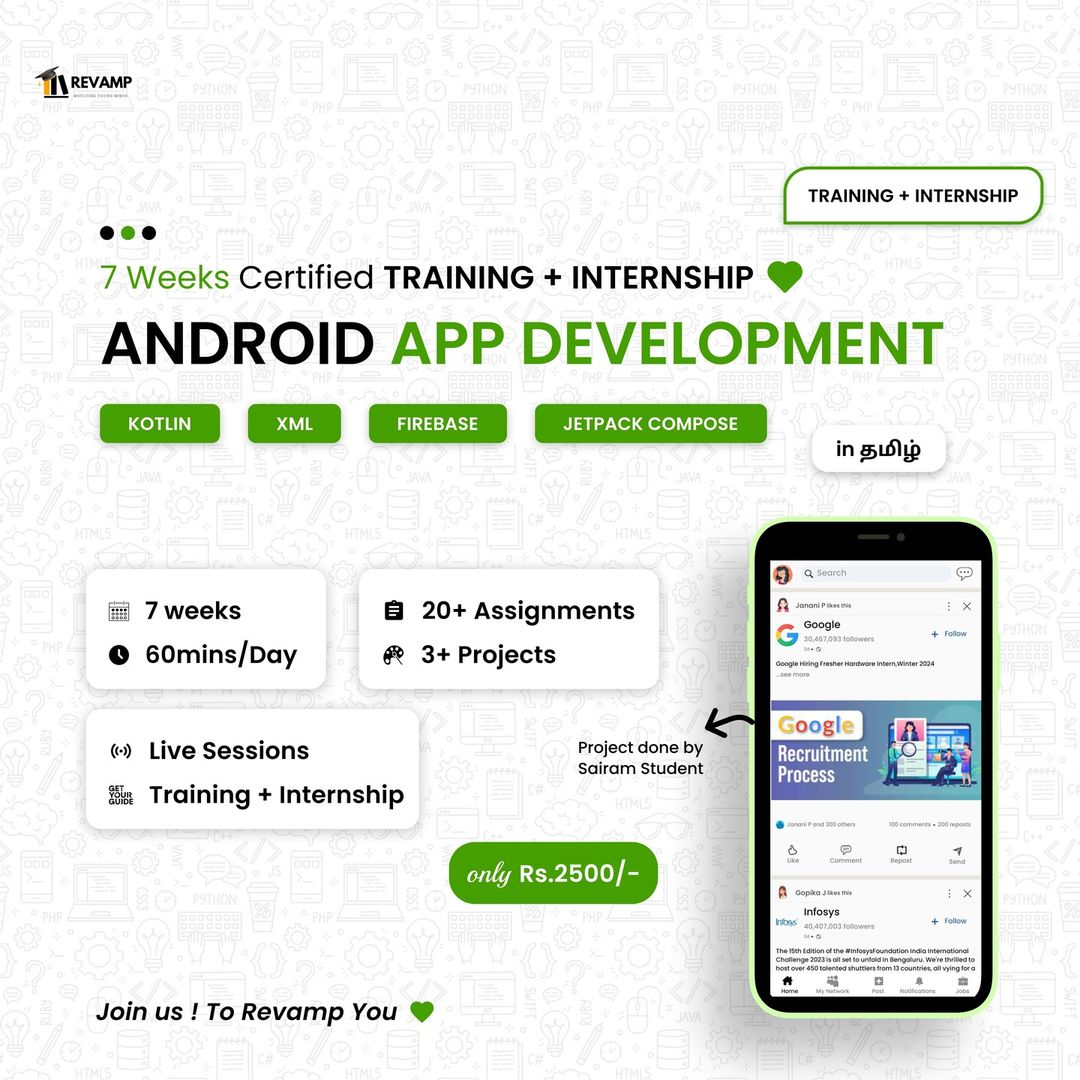 REVAMP
MOULDING YOUNG MINDS
TRAINING + INTERNSHIP
7 Weeks Certified TRAINING + INTERNSHIP
ANDROID APP DEVELOPMENT
KOTLIN
XML
FIREBASE
JETPACK COMPOSE
in தமிழ்
7 weeks
60mins/Day
20+ Assignments
3+ Projects
Live Sessions
GET
YOUR
GUIDE
Training + Internship
Project done by
Sairam Student
only Rs.2500/-
Join us ! To Revamp You
Search
Janani P likes this
Google
30,467,093 followers
2d •
+ Follow
Google Hiring Fresher Hardware Intern,Winter 2024
...see more
Google
Recruitment
Process
Janani P and 300 others
100 comments • 200 reposts
Like
Comment
Repost
Send
Gopika J likes this
Infosys
Infosys
40,407,003 followers
3d •
+ Follow
The 15th Edition of the #InfosysFoundation India International
Challenge 2023 is all set to unfold in Bengaluru. We're thrilled to
host over 450 talented shuttlers from 13 countries, all vying for a
Home
My Network
Post
Notifications
Jobs